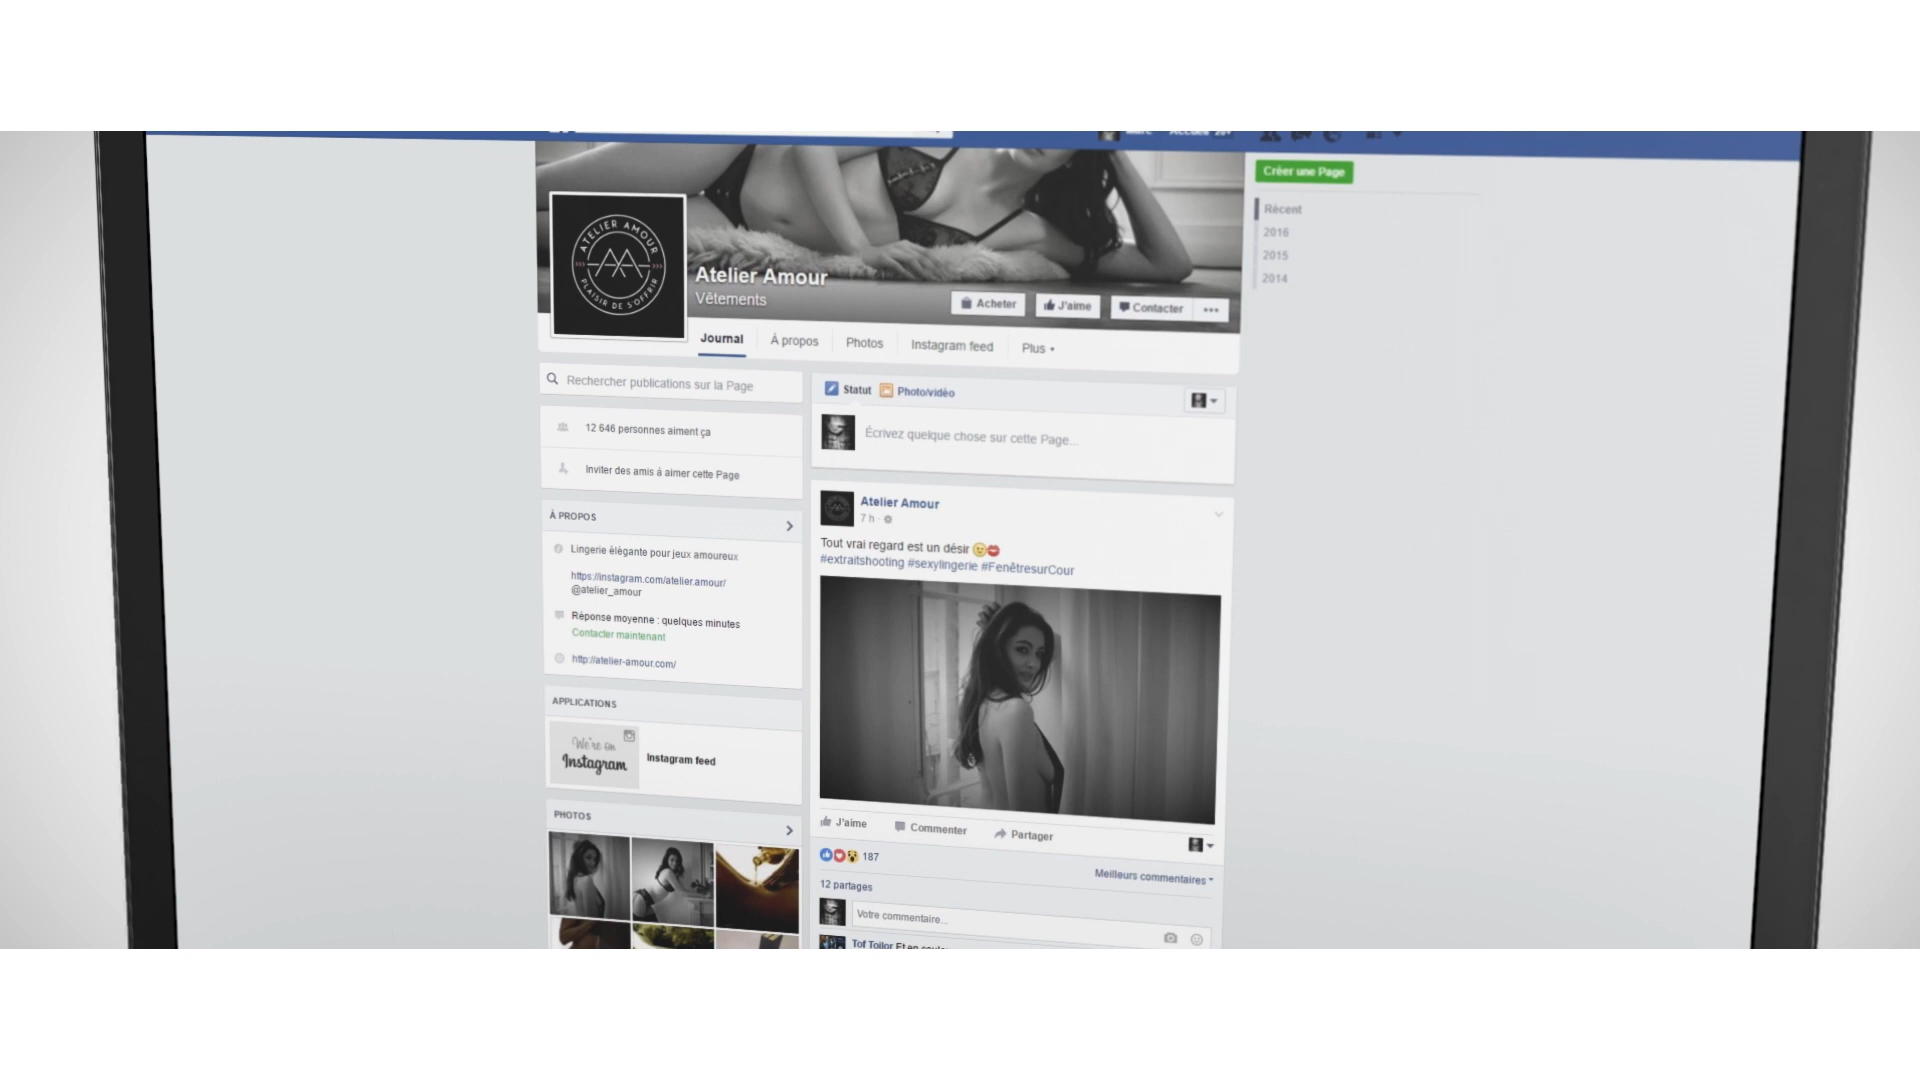 Créer une Page
Récent
2016
2015
2014
ATELIER AMOUR
PLAISIR DE S'OFFRIR
Atelier Amour
Vêtements
Acheter
J'aime
Contacter
Journal
À propos
Photos
Instagram feed
Plus
Rechercher publications sur la Page
12 646 personnes aiment ça
Inviter des amis à aimer cette Page
À PROPOS
Lingerie élégante pour jeux amoureux
https://instagram.com/atelier.amour/
@atelier_amour
Réponse moyenne : quelques minutes
Contacter maintenant
http://atelier-amour.com/
APPLICATIONS
We're on
Instagram
Instagram feed
PHOTOS
Statut Photo/vidéo
Écrivez quelque chose sur cette Page...
Atelier Amour
7 h
Tout vrai regard est un désir
#extraitshooting #sexylingerie #FenêtresurCour
J'aime Commenter Partager
187
Meilleurs commentaires
12 partages
Votre commentaire...
Tof Toilor Et en